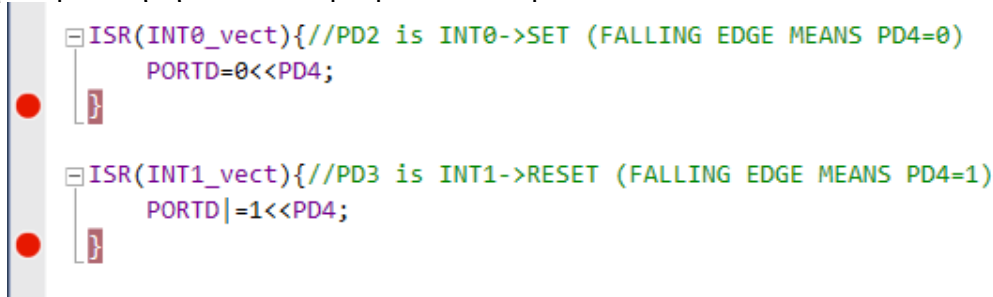 ISR(INT0_vect){//PD2 is INT0->SET (FALLING EDGE MEANS PD4=0)
PORTD=0<<PD4;
}
ISR(INT1_vect){//PD3 is INT1->RESET (FALLING EDGE MEANS PD4=1)
PORTD|=1<<PD4;
}